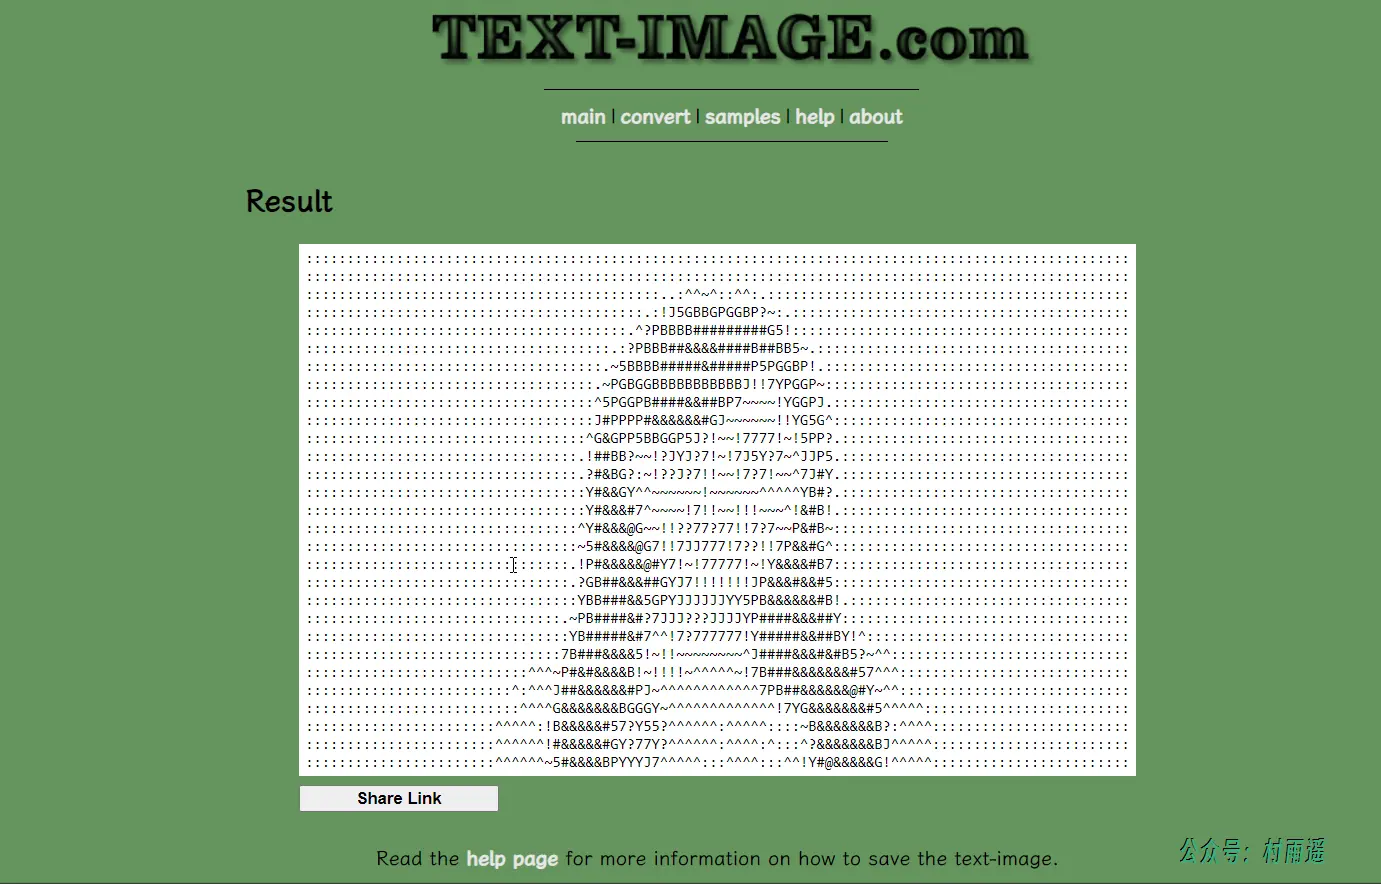 TEXT-IMAGE.com
main | convert | samples | help | about
Result
Share Link
Read the help page for more information on how to save the text-image.
公众号：村雨遥